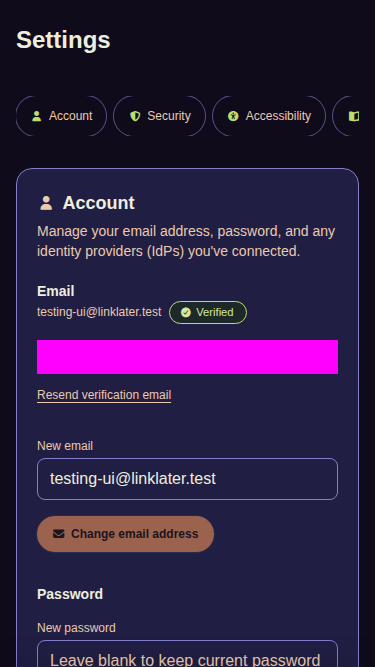 Settings
Account
Security
Accessibility
Account
Manage your email address, password, and any
identity providers (IdPs) you've connected.
Email
testing-ui@linklater.test
Verified
Resend verification email
New email
testing-ui@linklater.test
Change email address
Password
New password
Leave blank to keep current password